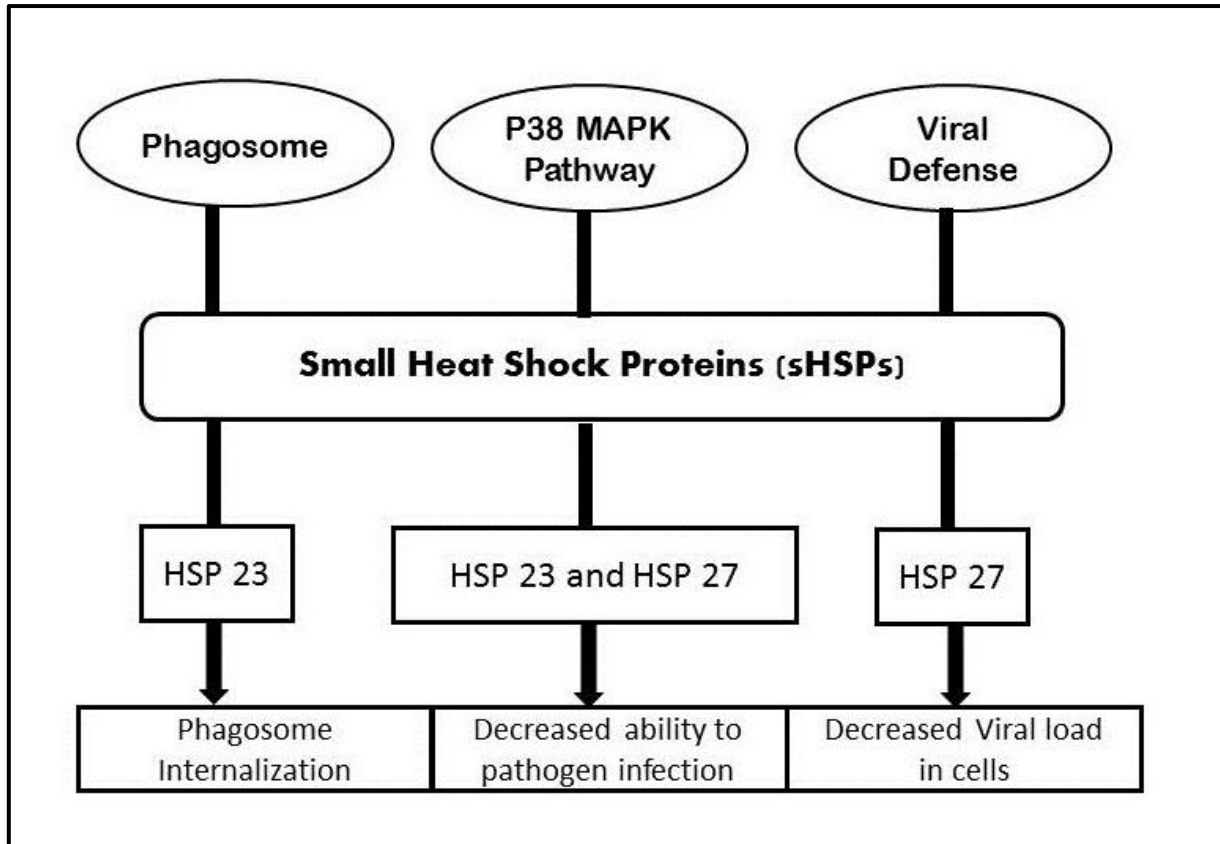 Phagosome
P38 MAPK
Pathway
Viral
Defense
Small Heat Shock Proteins (sHSPs)
HSP 23
HSP 23 and HSP 27
HSP 27
Phagosome
Internalization
Decreased ability to
pathogen infection
Decreased Viral load
in cells